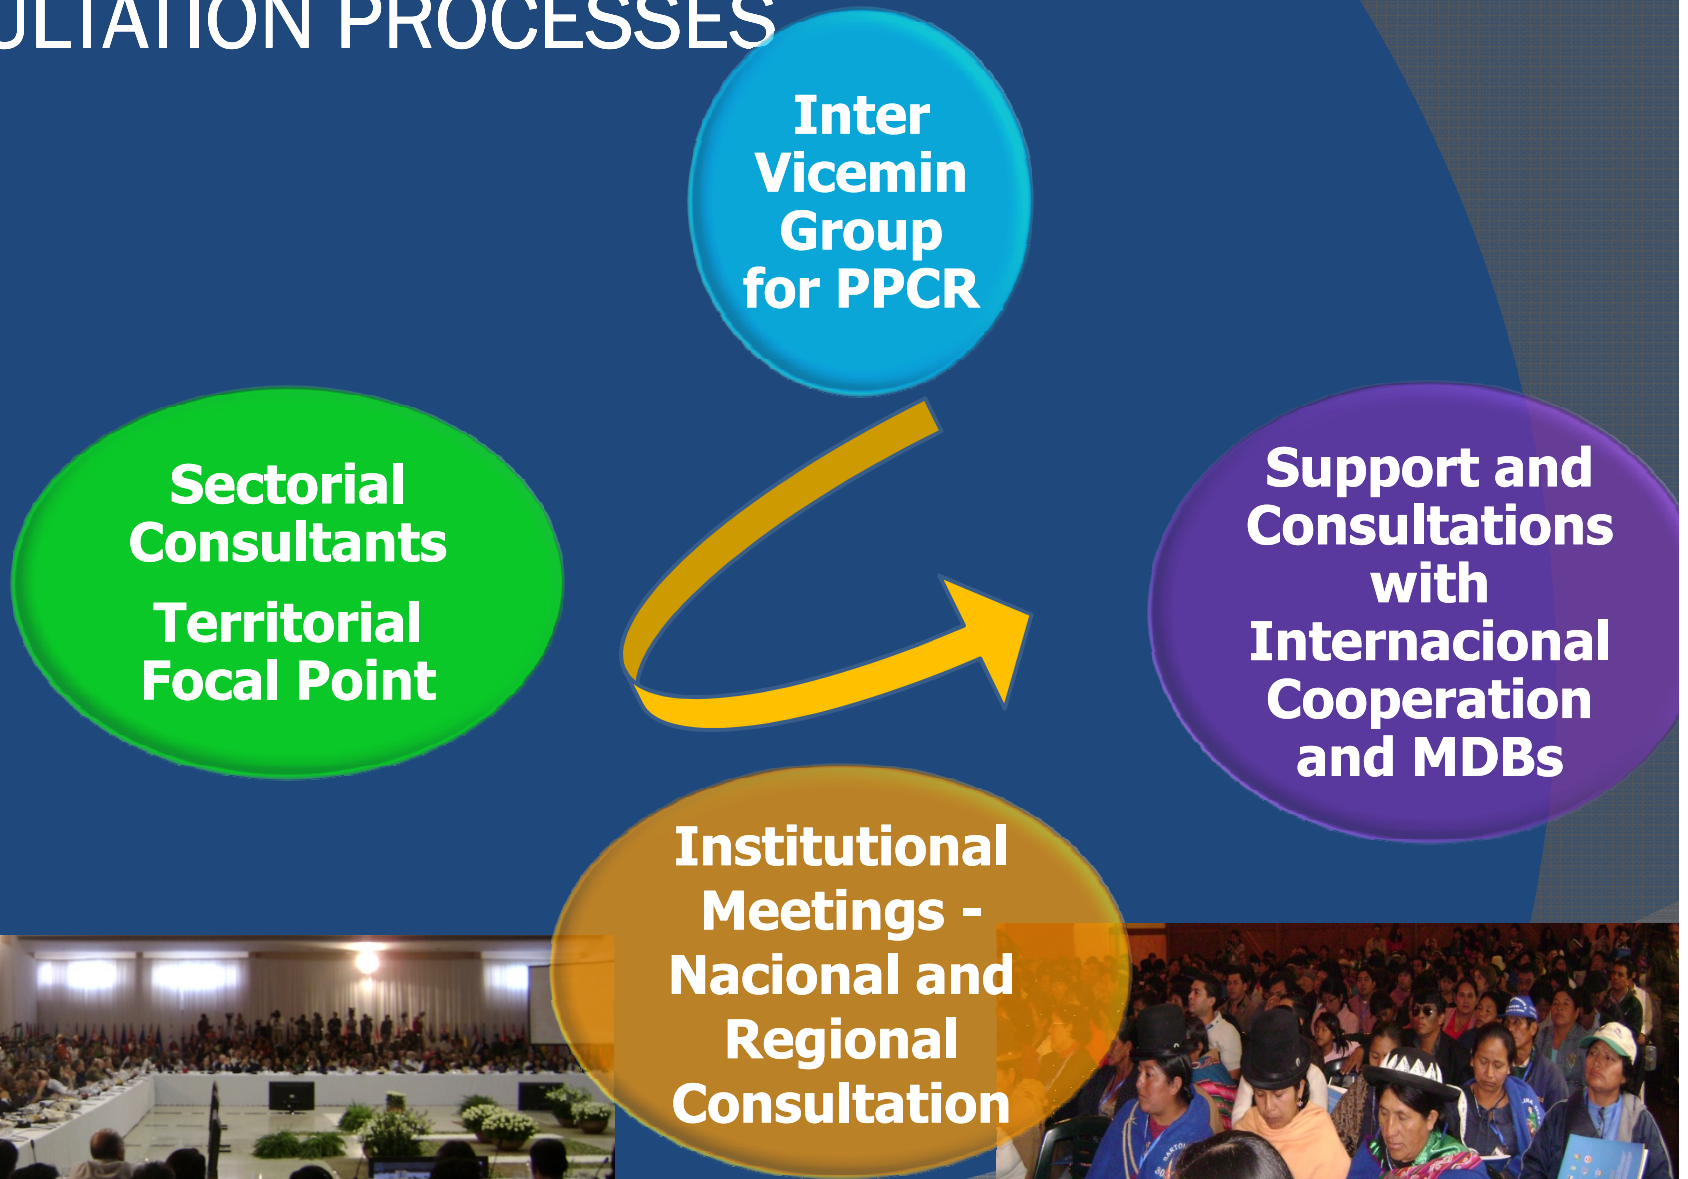 ULTATION PROCESSES
Inter
Vicemin
Group
for PPCR
Sectorial
Consultants
Territorial
Focal Point
Support and
Consultations
with
Internacional
Cooperation
and MDBs
Institutional
Meetings -
Nacional and
Regional
Consultation